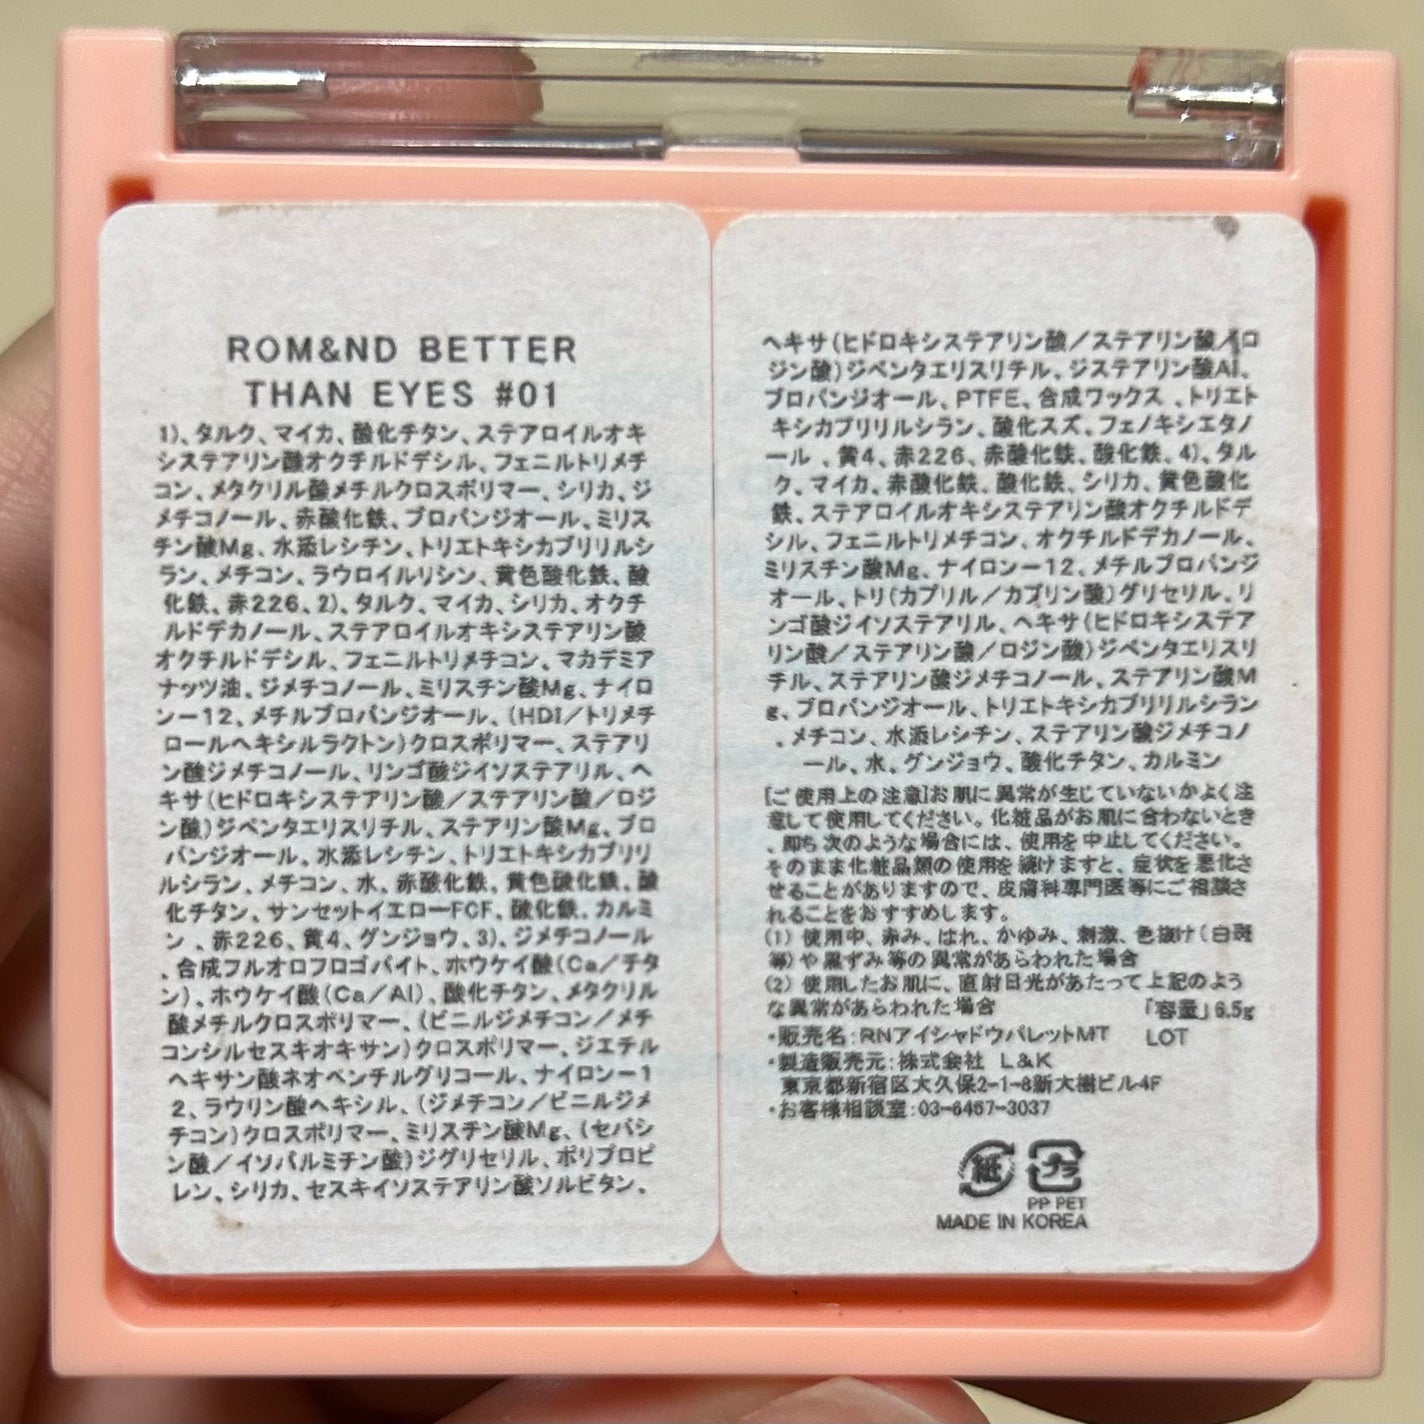 ROM&ND BETTER
THAN EYES #01
1)、タルク、マイカ、酸化チタン、ステアロイルオキ
システアリン酸オクチルドデシル、フェニルトリメチ
コン、メタクリル酸メチルクロスポリマー、シリカ、ジ
メチコノール、赤酸化鉄、プロパンジオール、ミリス
チン酸Mg、水添レシチン、トリエトキシカプリリルシ
ラン、メチコン、ラウロイルリシン、黄色酸化鉄、酸
化鉄、赤226、2)、タルク、マイカ、シリカ、オクチ
ルドデカノール、ステアロイルオキシステアリン酸
オクチルドデシル、フェニルトリメチコン、マカデミア
ナッツ油、ジメチコノール、ミリスチン酸Mg、ナイロ
ンー12、メチルプロパンジオール、(HDI/トリメチ
ロールヘキシルラクトン)クロスポリマー、ステアリ
ン酸ジメチコノール、リンゴ酸ジイソステアリル、ヘ
キサ(ヒドロキシステアリン酸/ステアリン酸/ロジ
ン酸)ジペンタエリスリチル、ステアリン酸Mg、プロ
パンジオール、水添レシチン、トリエトキシカプリリ
ルシラン、メチコン、水、赤酸化鉄、黄色酸化鉄、酸
化チタン、サンセットイエローFCF、酸化鉄、カルミ
ン、赤226、黄4、グンジョウ、3)、ジメチコノール
、合成フルオロフロゴパイト、ホウケイ酸(Ca/チタ
ン)、ホウケイ酸(Ca/Al)、酸化チタン、メタクリル
酸メチルクロスポリマー、(ビニルジメチコン/メチ
コンシルセスキオキサン)クロスポリマー、ジエチル
ヘキサン酸ネオペンチルグリコール、ナイロンー1
2、ラウリン酸ヘキシル、(ジメチコン/ビニルジメ
チコン)クロスポリマー、ミリスチン酸Mg、(セバシ
ン酸/イソパルミチン酸)ジグリセリル、ポリプロピ
レン、シリカ、セスキイソステアリン酸ソルビタン、
ヘキサ(ヒドロキシステアリン酸/ステアリン酸/ロ
ジン酸)ジペンタエリスリチル、ジステアリン酸Al、
プロパンジオール、PTFE、合成ワックス、トリエト
キシカプリリルシラン、酸化スズ、フェノキシエタノ
ール、黄4、赤226、赤酸化鉄、酸化鉄、4)、タル
ク、マイカ、赤酸化鉄、酸化鉄、シリカ、黄色酸化
鉄、ステアロイルオキシステアリン酸オクチルドデ
シル、フェニルトリメチコン、オクチルドデカノール、
ミリスチン酸Mg、ナイロンー12、メチルプロパンジ
オール、トリ(カプリル/カプリン酸)グリセリル、リ
ンゴ酸ジイソステアリル、ヘキサ(ヒドロキシステア
リン酸/ステアリン酸/ロジン酸)ジペンタエリスリ
チル、ステアリン酸ジメチコノール、ステアリン酸M
g、プロパンジオール、トリエトキシカプリリルシラン
、メチコン、水添レシチン、ステアリン酸ジメチコノ
ール、水、グンジョウ、酸化チタン、カルミン
[ご使用上の注意]お肌に異常が生じていないかよく注
意して使用してください。化粧品がお肌に合わないとき
、即ち次のような場合には、使用を中止してください。
そのまま化粧品類の使用を続けますと、症状を悪化さ
せることがありますので、皮膚科専門医等にご相談さ
れることをおすすめします。
(1) 使用中、赤み、はれ、かゆみ、刺激、色抜け(白斑
等)や黒ずみ等の異常があらわれた場合
(2) 使用したお肌に、直射日光があたって上記のよう
な異常があらわれた場合 「容量」6.5g
・販売名:RNアイシャドウパレットMT LOT
・製造販売元:株式会社 L&K
東京都新宿区大久保2-1-8新大樹ビル4F
・お客様相談室:03-6457-3037
紙 プラ
PP PET
MADE IN KOREA